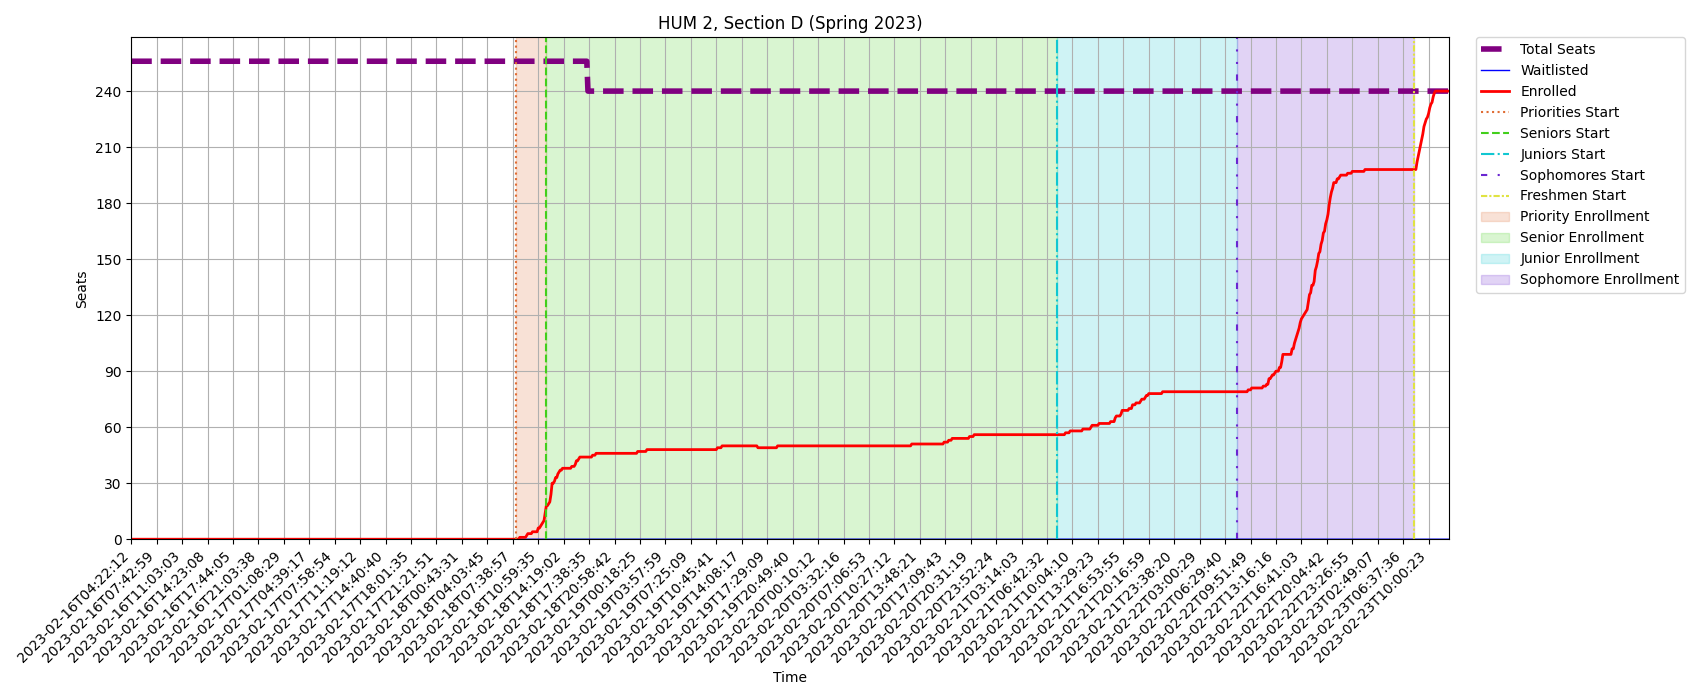 HUM 2, Section D (Spring 2023)
Total Seats
Waitlisted
Enrolled
Priorities Start
Seniors Start
Juniors Start
Sophomores Start
Freshmen Start
Priority Enrollment
Senior Enrollment
Junior Enrollment
Sophomore Enrollment
Seats
240
210
180
150
120
90
60
30
0
2023-02-16T04:22:12
2023-02-16T07:42:59
2023-02-16T11:03:03
2023-02-16T14:23:08
2023-02-16T17:44:05
2023-02-16T21:03:38
2023-02-17T01:08:29
2023-02-17T04:39:17
2023-02-17T07:58:54
2023-02-17T11:19:12
2023-02-17T14:40:40
2023-02-17T18:01:35
2023-02-17T21:21:51
2023-02-18T00:43:31
2023-02-18T04:03:45
2023-02-18T07:38:57
2023-02-18T10:59:35
2023-02-18T14:19:02
2023-02-18T17:38:35
2023-02-18T20:58:42
2023-02-19T00:18:25
2023-02-19T03:57:59
2023-02-19T07:25:09
2023-02-19T10:45:41
2023-02-19T14:08:17
2023-02-19T17:29:09
2023-02-19T20:49:40
2023-02-20T00:10:12
2023-02-20T03:32:16
2023-02-20T07:06:53
2023-02-20T10:27:12
2023-02-20T13:48:21
2023-02-20T17:09:43
2023-02-20T20:31:19
2023-02-20T23:52:24
2023-02-21T03:14:03
2023-02-21T06:42:32
2023-02-21T10:04:10
2023-02-21T13:29:23
2023-02-21T16:53:55
2023-02-21T20:16:59
2023-02-21T23:38:20
2023-02-22T03:00:29
2023-02-22T06:29:40
2023-02-22T09:51:49
2023-02-22T13:16:16
2023-02-22T16:41:03
2023-02-22T20:04:42
2023-02-22T23:26:55
2023-02-23T02:49:07
2023-02-23T06:37:36
2023-02-23T10:00:23
Time